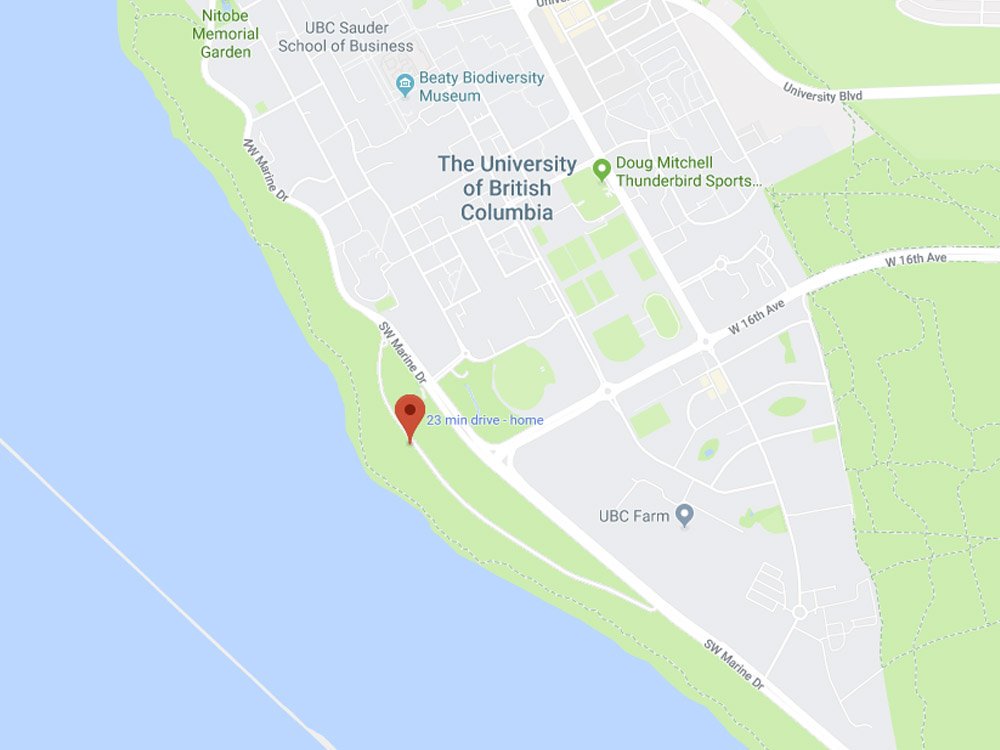 Nitobe
Memorial
Garden
UBC Sauder
School of Business
Beaty Biodiversity
Museum
University Blvd
NW Marine Dr
The University
of British
Columbia
Doug Mitchell
Thunderbird Sports...
W 16th Ave
W 16th Ave
SW Marine Dr
23 min drive - home
UBC Farm
SW Marine Dr